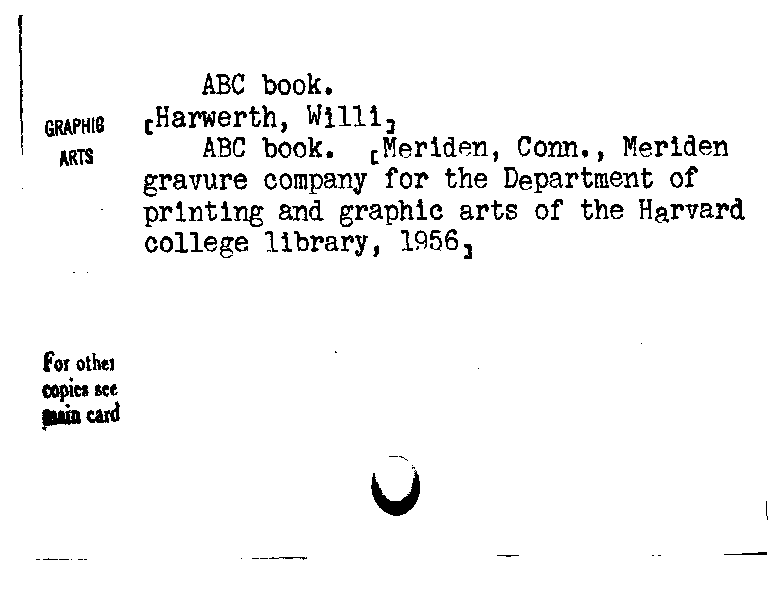 ABC book.
GRAPHIC
ARTS
[Harwerth, Willi]
ABC book. [Meriden, Conn., Meriden
gravure company for the Department of
printing and graphic arts of the Harvard
college library, 1956]
For other
copies see
main card